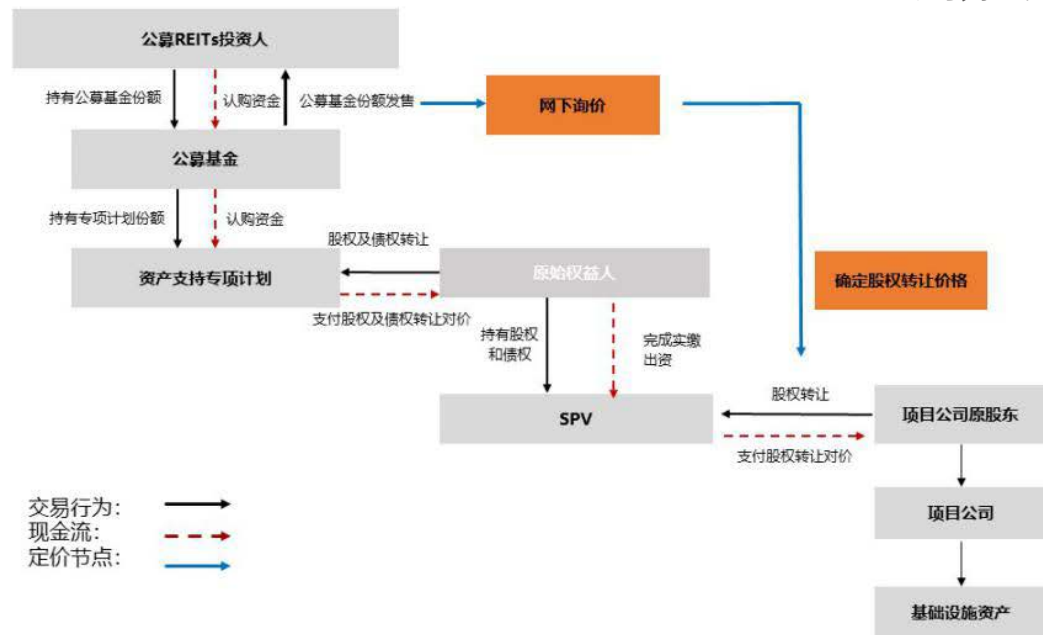 公募REITs投资人
持有公募基金份额
认购资金
公募基金份额发售
网下询价
公募基金
持有专项计划份额
认购资金
股权及债权转让
资产支持专项计划
原始权益人
确定股权转让价格
支付股权及债权转让对价
持有股权
和债权
完成实缴
出资
股权转让
SPV
项目公司原股东
支付股权转让对价
交易行为：
现金流：
定价节点：
项目公司
基础设施资产